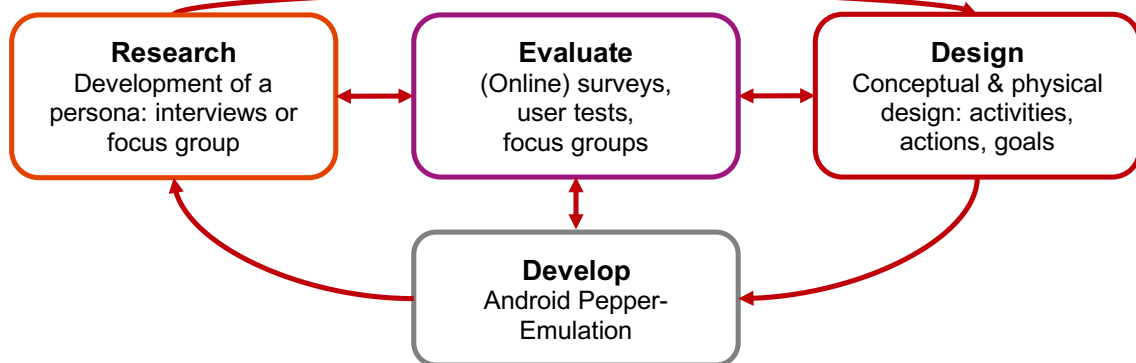 Research
Development of a
persona: interviews or
focus group
Evaluate
(Online) surveys,
user tests,
focus groups
Design
Conceptual & physical
design: activities,
actions, goals
Develop
Android Pepper-
Emulation